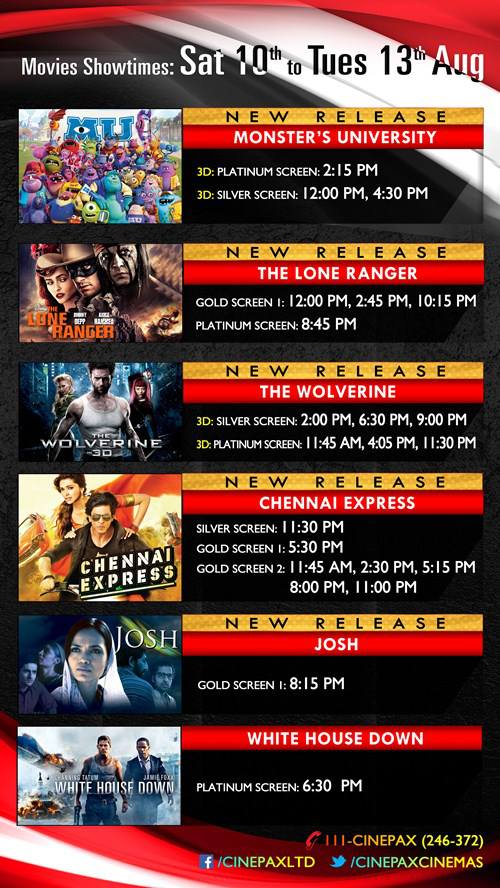 Movies Showtimes: Sat 10th to Tues 13th Aug
MU
NEW RELEASE
MONSTER'S UNIVERSITY
3D: PLATINUM SCREEN: 2:15 PM
3D: SILVER SCREEN: 12:00 PM, 4:30 PM
THE LONE RANGER
JOHNNY DEPP ARMIE HAMMER
NEW RELEASE
THE LONE RANGER
GOLD SCREEN 1: 12:00 PM, 2:45 PM, 10:15 PM
PLATINUM SCREEN: 8:45 PM
THE WOLVERINE
3D
NEW RELEASE
THE WOLVERINE
3D: SILVER SCREEN: 2:00 PM, 6:30 PM, 9:00 PM
3D: PLATINUM SCREEN: 11:45 AM, 4:05 PM, 11:30 PM
CHENNAI EXPRESS
NEW RELEASE
CHENNAI EXPRESS
SILVER SCREEN: 11:30 PM
GOLD SCREEN 1: 5:30 PM
GOLD SCREEN 2: 11:45 AM, 2:30 PM, 5:15 PM
8:00 PM, 11:00 PM
JOSH
NEW RELEASE
JOSH
GOLD SCREEN 1: 8:15 PM
CHANNING TATUM JAMIE FOXX
WHITE HOUSE DOWN
WHITE HOUSE DOWN
PLATINUM SCREEN: 6:30 PM
111-CINEPAX (246-372)
f /CINEPAXLTD /CINEPAXCINEMAS